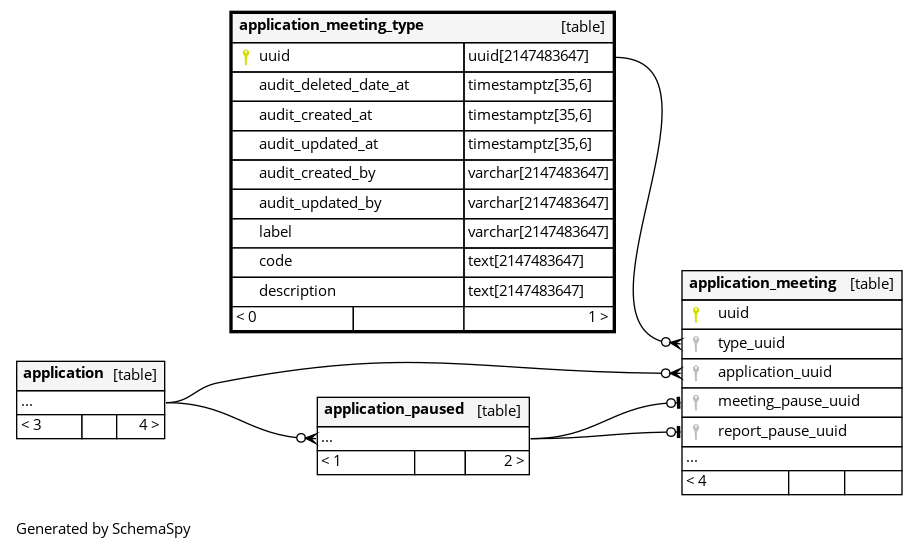 application_meeting_type [table]
uuid uuid[2147483647]
audit_deleted_date_at timestamptz[35,6]
audit_created_at timestamptz[35,6]
audit_updated_at timestamptz[35,6]
audit_created_by varchar[2147483647]
audit_updated_by varchar[2147483647]
label varchar[2147483647]
code text[2147483647]
description text[2147483647]
< 0 1 >
application_meeting [table]
uuid
type_uuid
application_uuid
meeting_pause_uuid
report_pause_uuid
...
< 4
application [table]
...
< 3 4 >
application_paused [table]
...
< 1 2 >
Generated by SchemaSpy